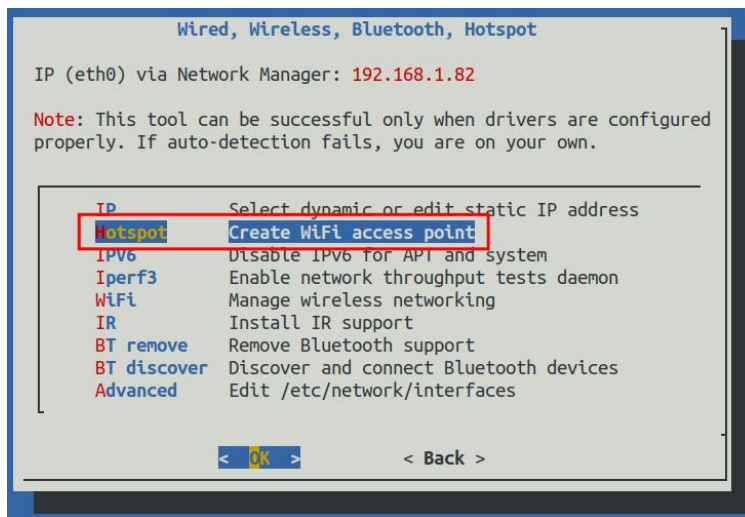 Wired, Wireless, Bluetooth, Hotspot
IP (eth0) via Network Manager: 192.168.1.82
Note: This tool can be successful only when drivers are configured
properly. If auto-detection fails, you are on your own.
IP Select dynamic or edit static IP address
Hotspot Create WiFi access point
IPV6 Disable IPv6 for APT and system
Iperf3 Enable network throughput tests daemon
WiFi Manage wireless networking
IR Install IR support
BT remove Remove Bluetooth support
BT discover Discover and connect Bluetooth devices
Advanced Edit /etc/network/interfaces
< OK > < Back >